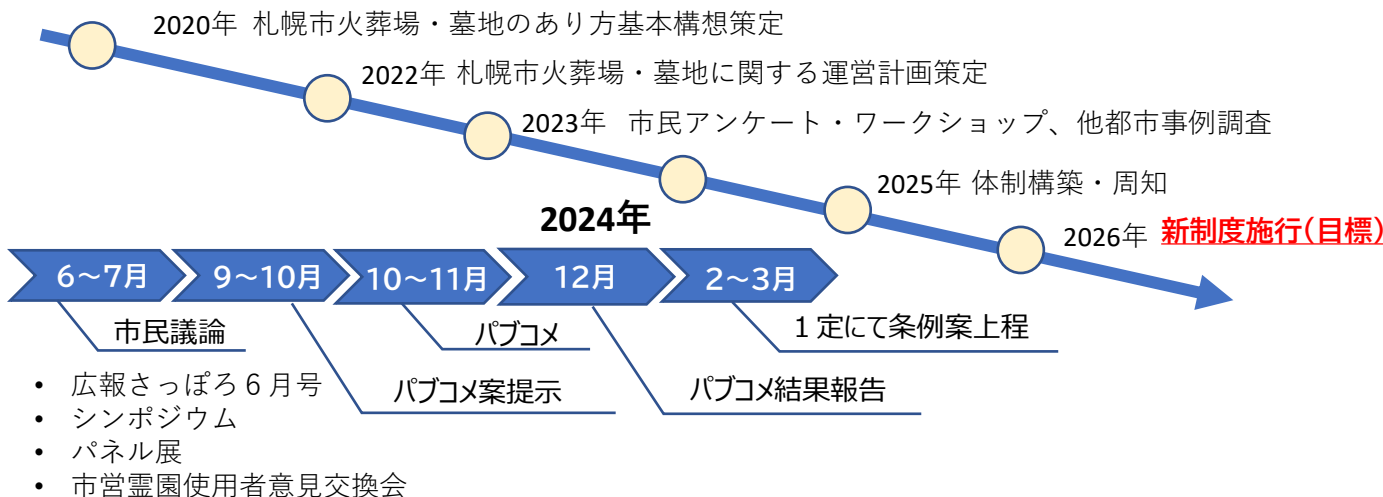 2020年 札幌市火葬場・墓地のあり方基本構想策定
2022年 札幌市火葬場・墓地に関する運営計画策定
2023年 市民アンケート・ワークショップ、他都市事例調査
2025年 体制構築・周知
2026年 新制度施行(目標)
2024年
6～7月
9～10月
10～11月
12月
2～3月
市民議論
パブコメ
１定にて条例案上程
パブコメ案提示
パブコメ結果報告
• 広報さっぽろ６月号
• シンポジウム
• パネル展
• 市営霊園使用者意見交換会